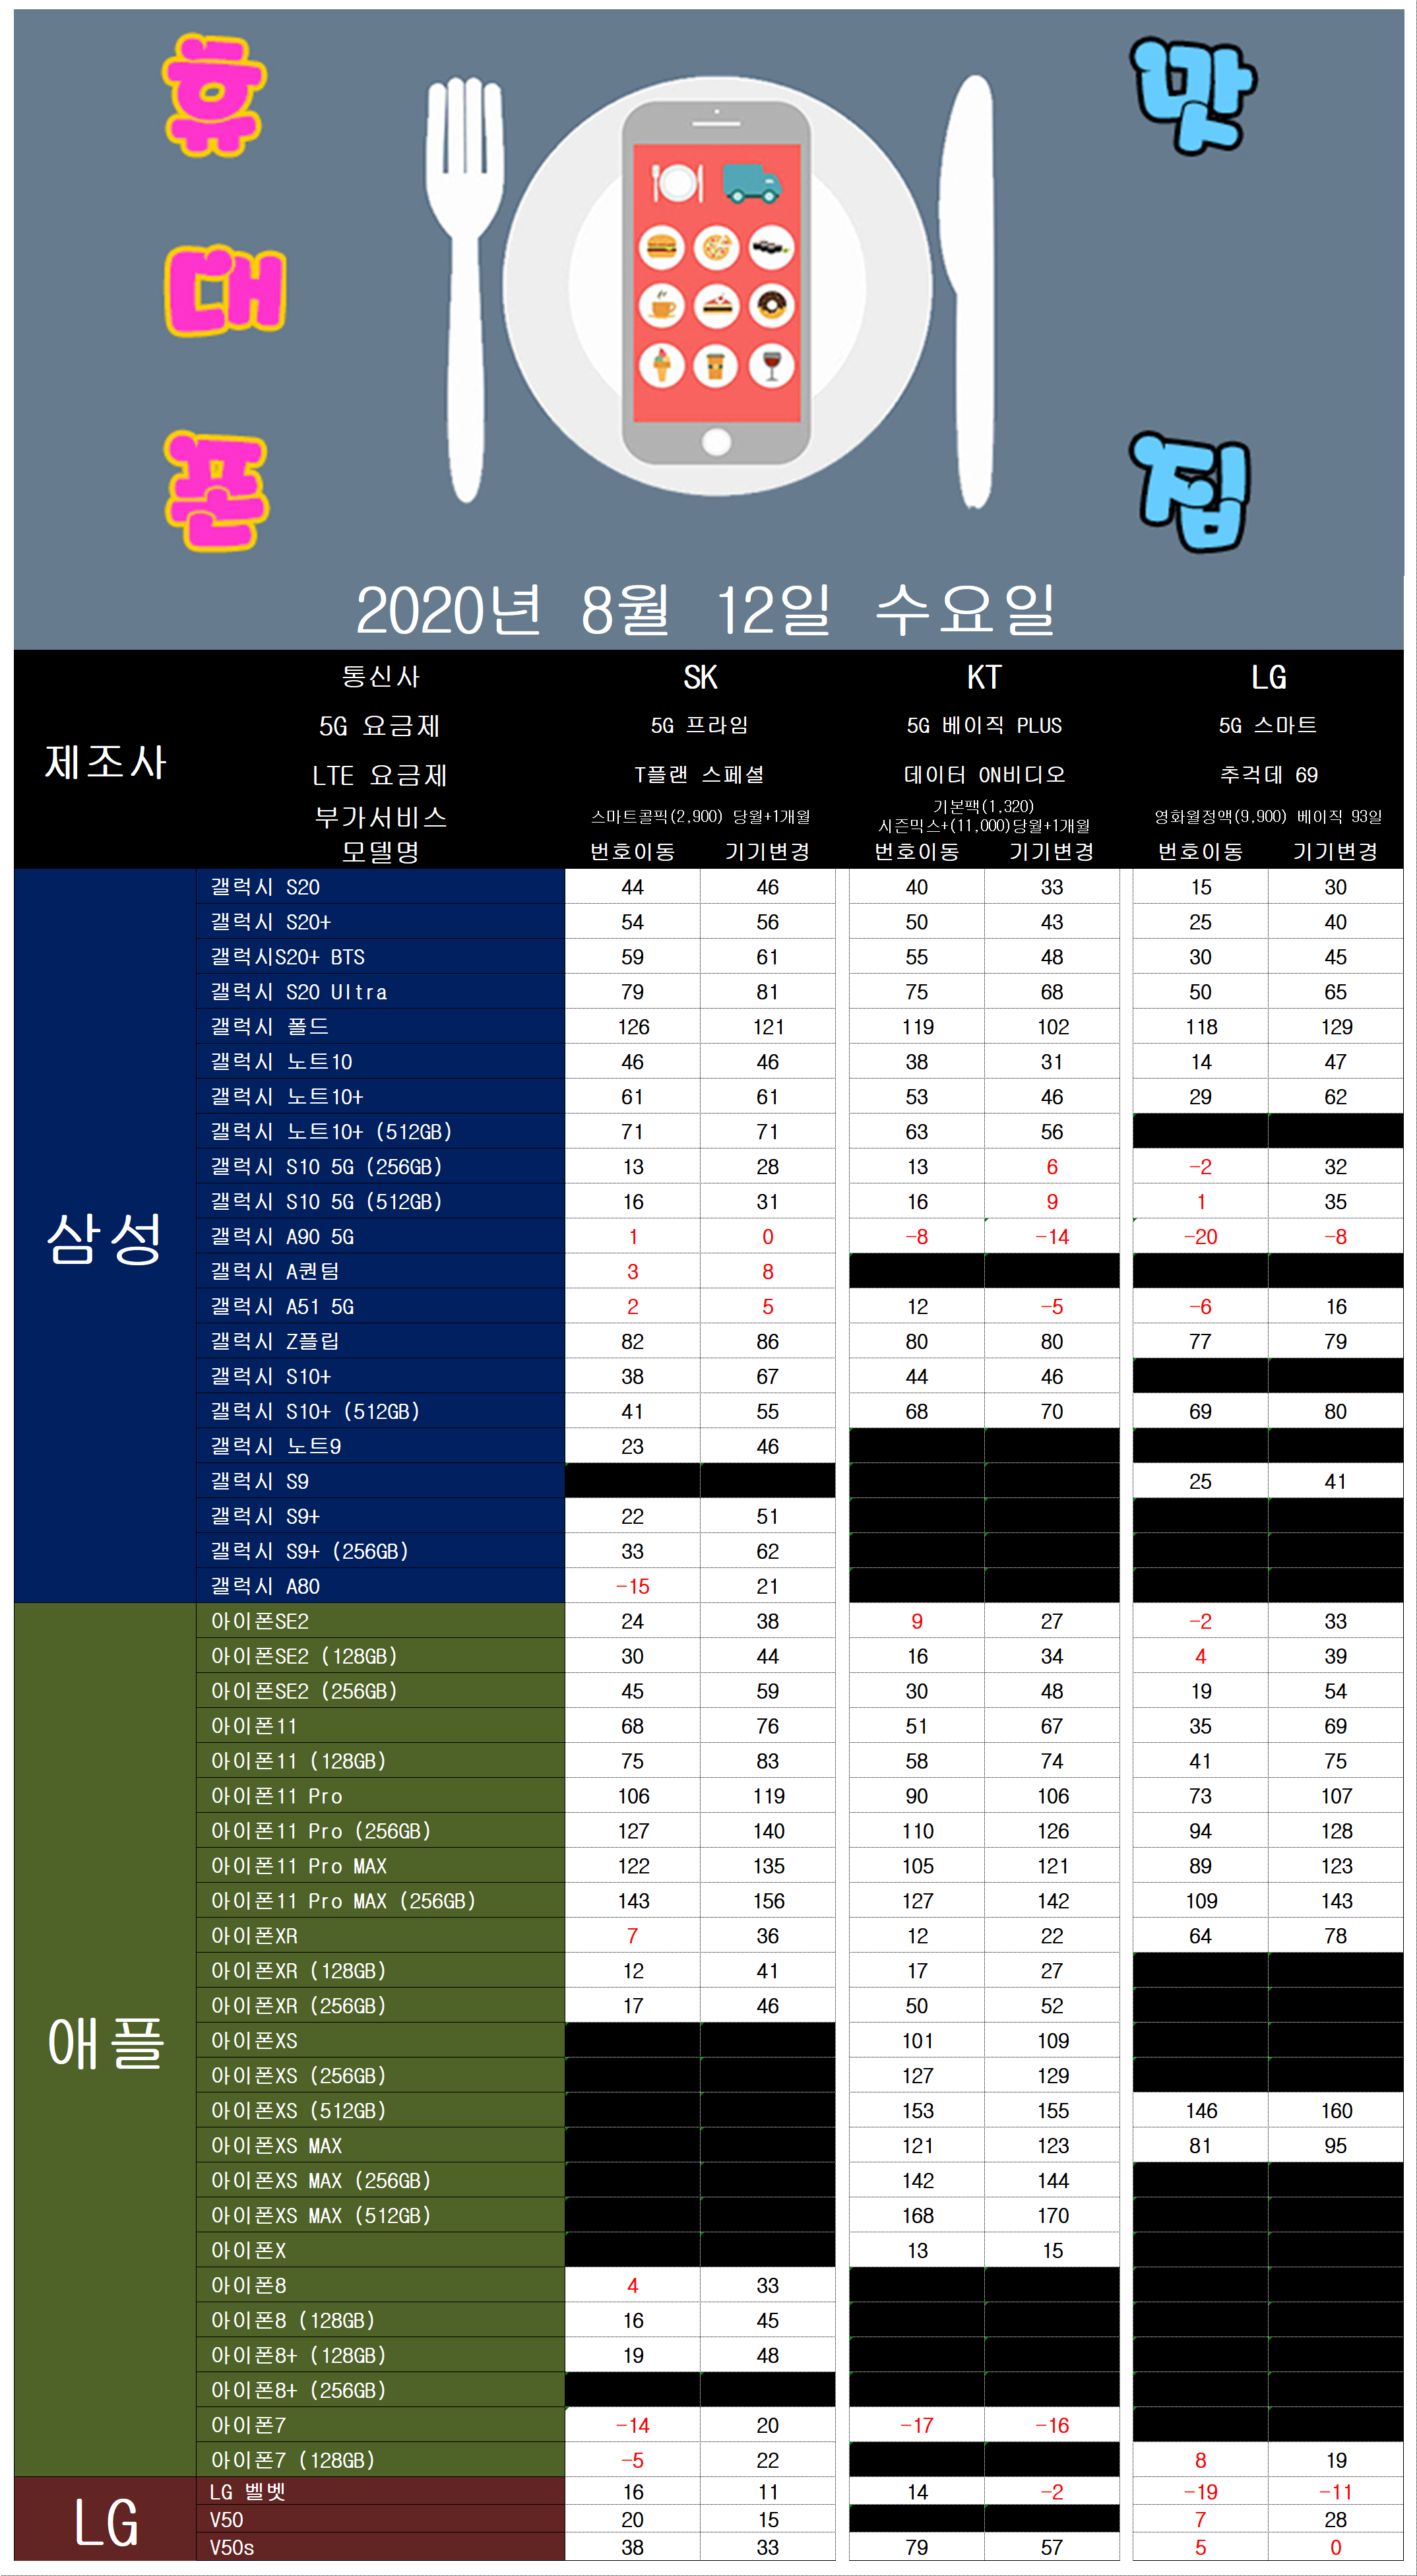 휴
대
폰
맛
집
2020년 8월 12일 수요일
제조사
통신사 SK KT LG
5G 요금제 5G 프라임 5G 베이직 PLUS 5G 스마트
LTE 요금제 T플랜 스페셜 데이터 ON비디오 추걱데 69
부가서비스 스마트콜픽(2,900) 당월+1개월 기본팩(1,320) 시즌믹스+(11,000)당월+1개월 영화월정액(9,900) 베이직 93일
모델명 번호이동 기기변경 번호이동 기기변경 번호이동 기기변경
삼성
갤럭시 S20 44 46 40 33 15 30
갤럭시 S20+ 54 56 50 43 25 40
갤럭시S20+ BTS 59 61 55 48 30 45
갤럭시 S20 Ultra 79 81 75 68 50 65
갤럭시 폴드 126 121 119 102 118 129
갤럭시 노트10 46 46 38 31 14 47
갤럭시 노트10+ 61 61 53 46 29 62
갤럭시 노트10+ (512GB) 71 71 63 56
갤럭시 S10 5G (256GB) 13 28 13 6 -2 32
갤럭시 S10 5G (512GB) 16 31 16 9 1 35
갤럭시 A90 5G 1 0 -8 -14 -20 -8
갤럭시 A퀀텀 3 8
갤럭시 A51 5G 2 5 12 -5 -6 16
갤럭시 Z플립 82 86 80 80 77 79
갤럭시 S10+ 38 67 44 46
갤럭시 S10+ (512GB) 41 55 68 70 69 80
갤럭시 노트9 23 46
갤럭시 S9 25 41
갤럭시 S9+ 22 51
갤럭시 S9+ (256GB) 33 62
갤럭시 A80 -15 21
애플
아이폰SE2 24 38 9 27 -2 33
아이폰SE2 (128GB) 30 44 16 34 4 39
아이폰SE2 (256GB) 45 59 30 48 19 54
아이폰11 68 76 51 67 35 69
아이폰11 (128GB) 75 83 58 74 41 75
아이폰11 Pro 106 119 90 106 73 107
아이폰11 Pro (256GB) 127 140 110 126 94 128
아이폰11 Pro MAX 122 135 105 121 89 123
아이폰11 Pro MAX (256GB) 143 156 127 142 109 143
아이폰XR 7 36 12 22 64 78
아이폰XR (128GB) 12 41 17 27
아이폰XR (256GB) 17 46 50 52
아이폰XS 101 109
아이폰XS (256GB) 127 129
아이폰XS (512GB) 153 155 146 160
아이폰XS MAX 121 123 81 95
아이폰XS MAX (256GB) 142 144
아이폰XS MAX (512GB) 168 170
아이폰X 13 15
아이폰8 4 33
아이폰8 (128GB) 16 45
아이폰8+ (128GB) 19 48
아이폰8+ (256GB)
아이폰7 -14 20 -17 -16
아이폰7 (128GB) -5 22 8 19
LG
LG 벨벳 16 11 14 -2 -19 -11
V50 20 15 7 28
V50s 38 33 79 57 5 0